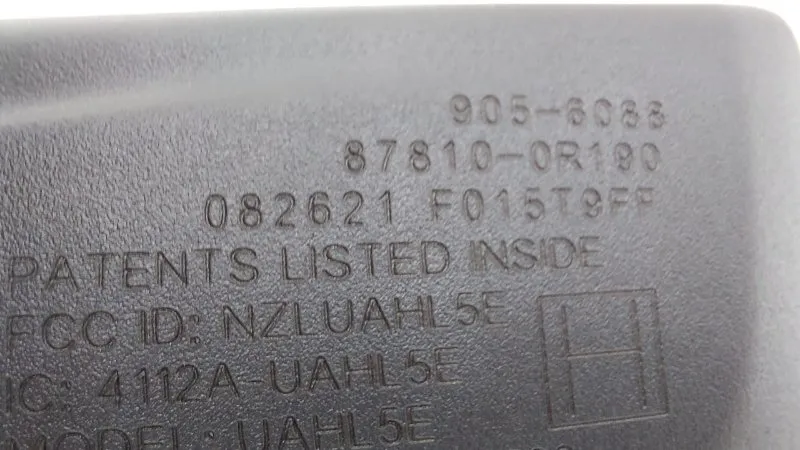 905-6088
87810-0R190
082621 F015T9FF
PATENTS LISTED INSIDE
FCC ID: NZLUAHL5E
IC: 4112A-UAHL5E
MODEL: UAHL5E
H